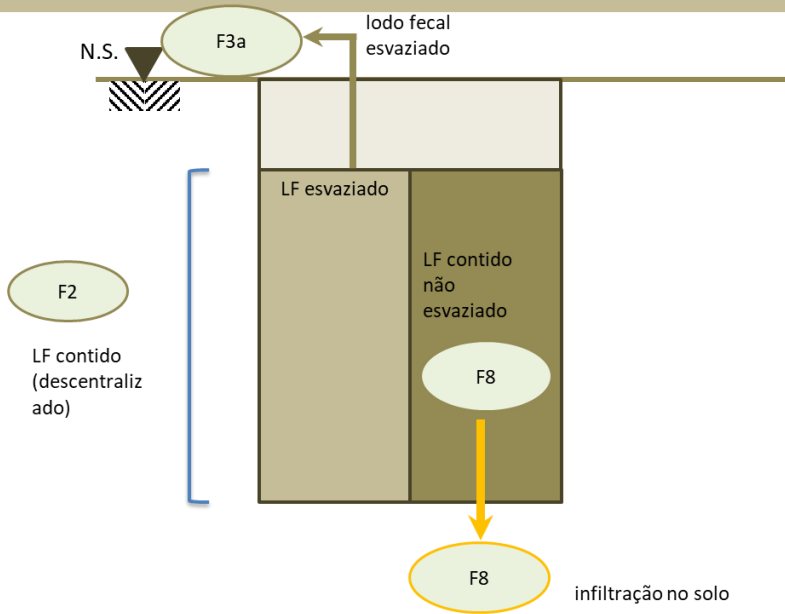 lodo fecal
esvaziado
F3a
N.S.
LF esvaziado
LF contido
não
esvaziado
F2
LF contido
(descentraliz
ado)
F8
F8
infiltração no solo